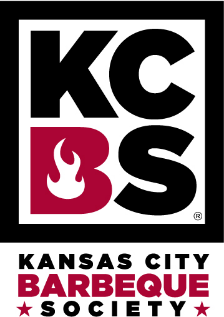 KC
BS®
KANSAS CITY
BARBEQUE
★ SOCIETY ★